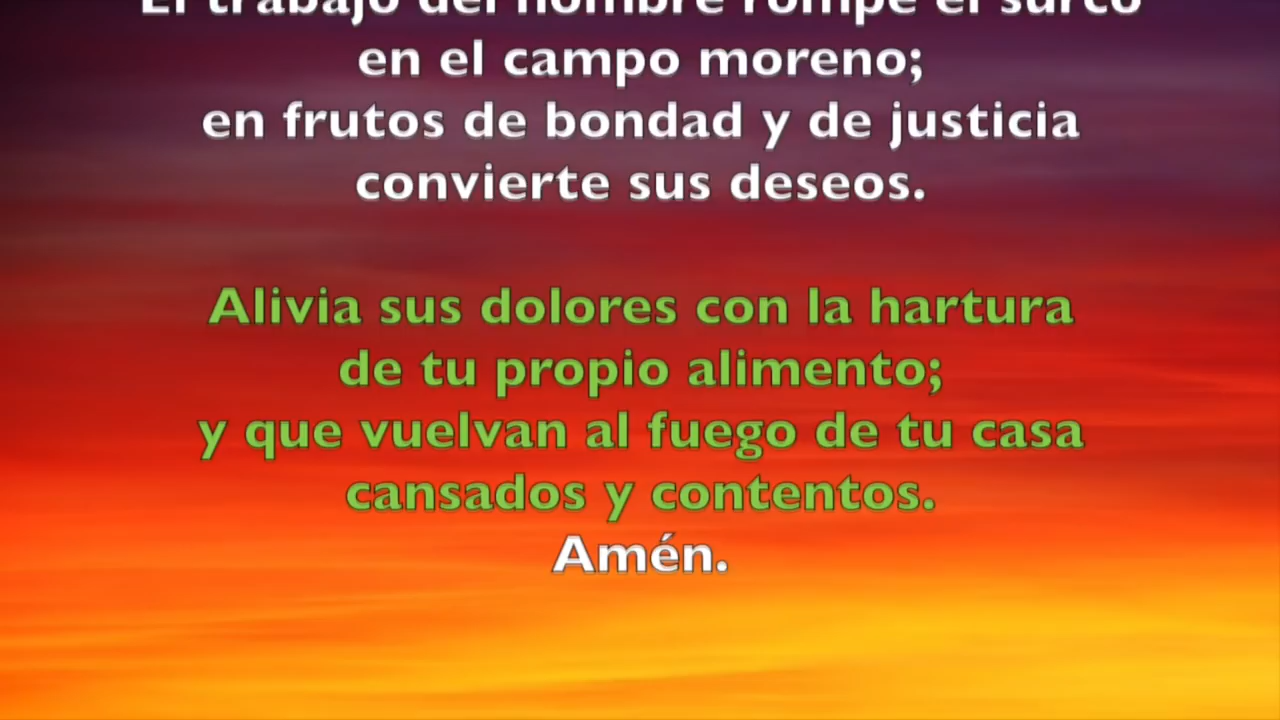 El trabajo del hombre rompe el surco
en el campo moreno;
en frutos de bondad y de justicia
convierte sus deseos.
Alivia sus dolores con la hartura
de tu propio alimento;
y que vuelvan al fuego de tu casa
cansados y contentos.
Amén.